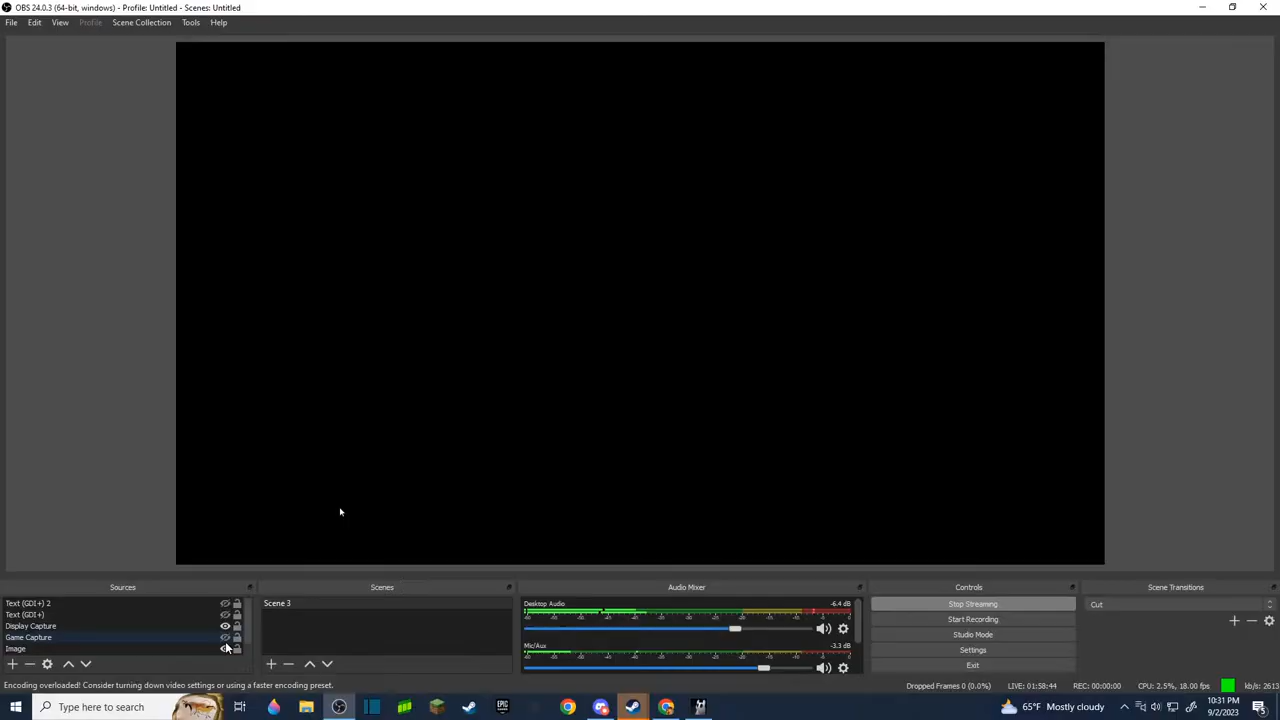 OBS 24.0.3 (64-bit, windows) - Profile: Untitled - Scenes: Untitled
File Edit View Profile Scene Collection Tools Help
Sources
Scenes
Audio Mixer
Controls
Scene Transitions
Text (GDI+) 2
Text (GDI+)
Display Capture
Game Capture
Image
Scene 3
Desktop Audio -6.4 dB
Mic/Aux -3.3 dB
Stop Streaming
Start Recording
Studio Mode
Settings
Exit
Cut
Encoding overloaded! Consider turning down video settings or using a faster encoding preset.
Dropped Frames 0 (0.0%) LIVE: 01:58:44 REC: 00:00:00 CPU: 2.5%, 18.00 fps kb/s: 2613
Type here to search
EPIC
65°F Mostly cloudy
10:31 PM
9/2/2023